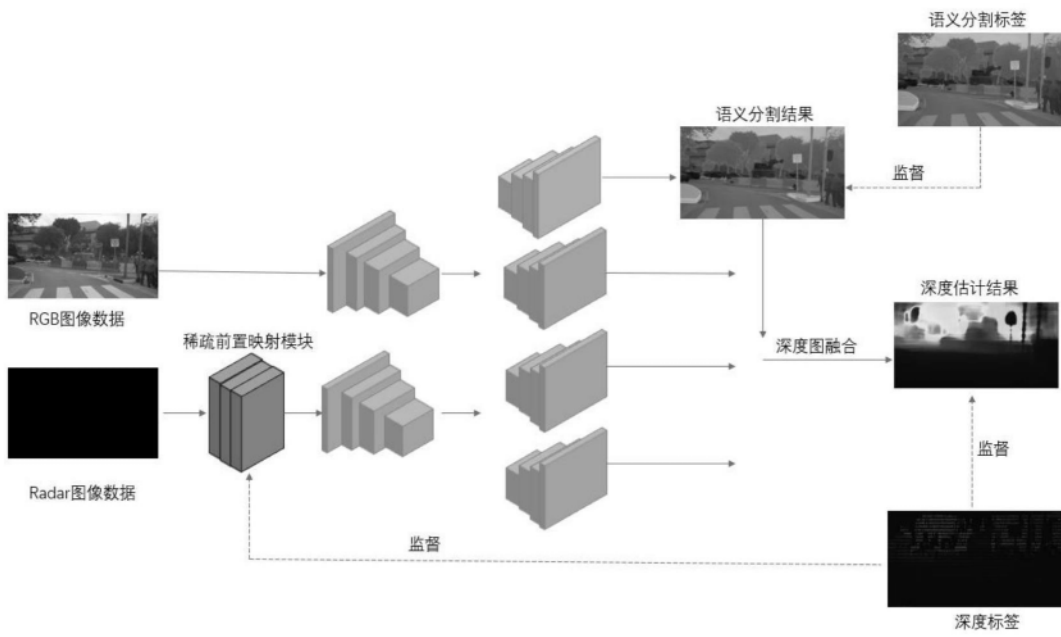 语义分割标签
语义分割结果
监督
RGB图像数据
深度估计结果
稀疏前置映射模块
深度图融合
监督
Radar图像数据
监督
深度标签